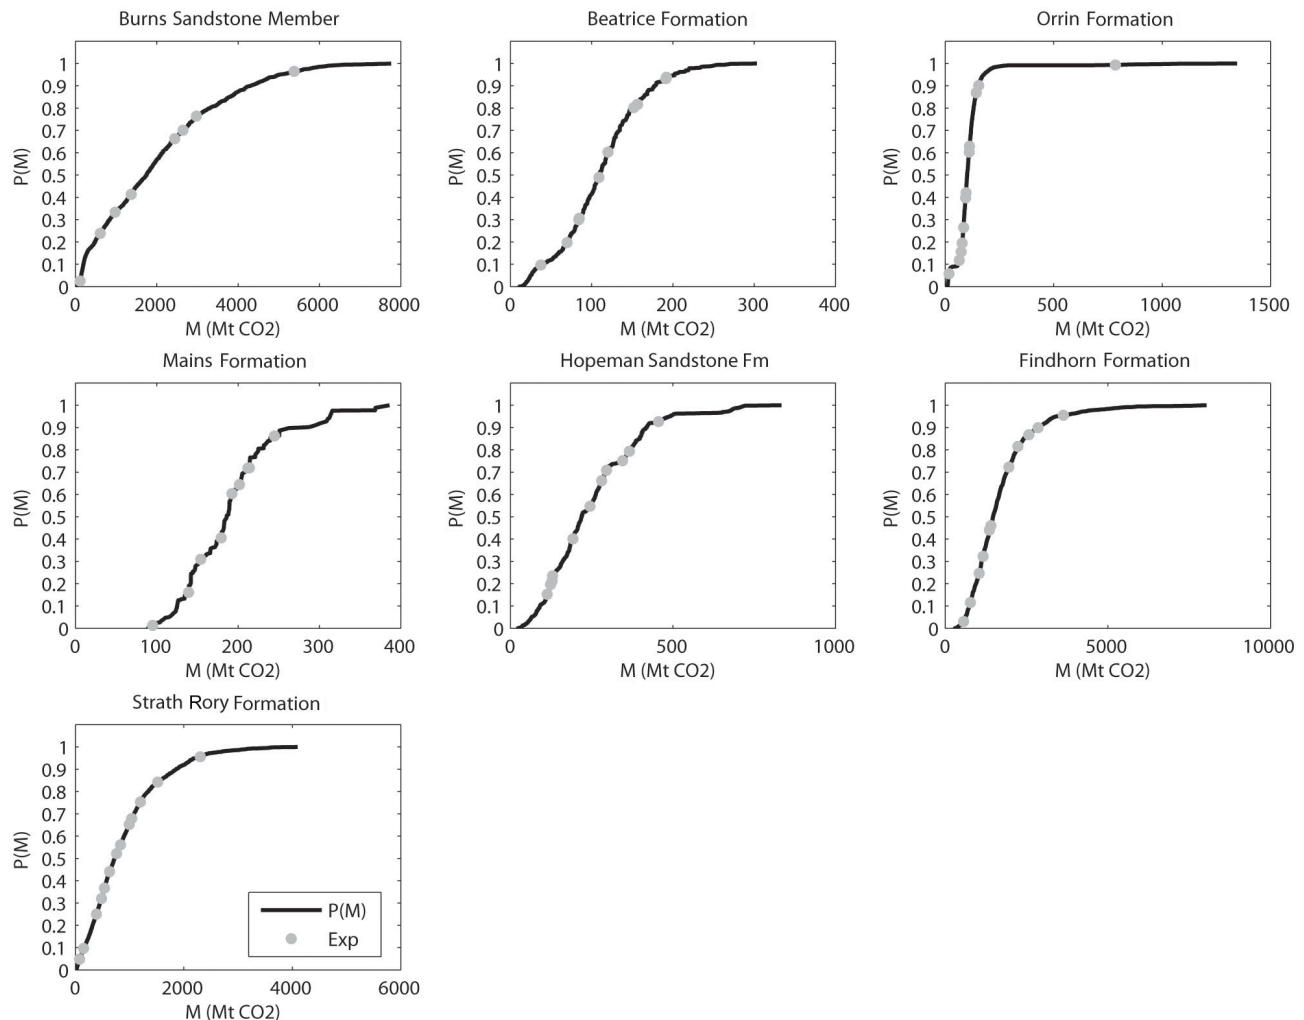 Burns Sandstone Member
1
0.9
0.8
0.7
0.6
0.5
0.4
0.3
0.2
0.1
0
P(M)
0 2000 4000 6000 8000
M (Mt CO2)
Beatrice Formation
1
0.9
0.8
0.7
0.6
0.5
0.4
0.3
0.2
0.1
0
P(M)
0 100 200 300 400
M (Mt CO2)
Orrin Formation
1
0.9
0.8
0.7
0.6
0.5
0.4
0.3
0.2
0.1
0
P(M)
0 500 1000 1500
M (Mt CO2)
Mains Formation
1
0.9
0.8
0.7
0.6
0.5
0.4
0.3
0.2
0.1
0
P(M)
0 100 200 300 400
M (Mt CO2)
Hopeman Sandstone Fm
1
0.9
0.8
0.7
0.6
0.5
0.4
0.3
0.2
0.1
0
P(M)
0 500 1000
M (Mt CO2)
Findhorn Formation
1
0.9
0.8
0.7
0.6
0.5
0.4
0.3
0.2
0.1
0
P(M)
0 5000 10000
M (Mt CO2)
Strath Rory Formation
1
0.9
0.8
0.7
0.6
0.5
0.4
0.3
0.2
0.1
0
P(M)
0 2000 4000 6000
M (Mt CO2)
P(M)
Exp